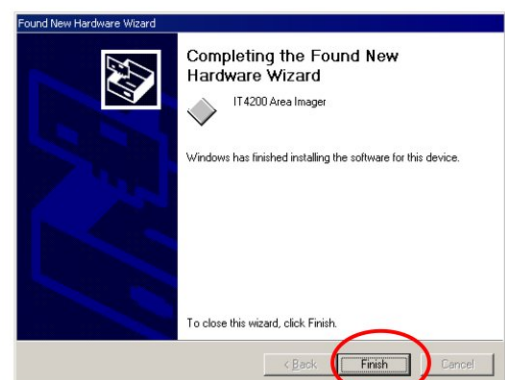 Found New Hardware Wizard
Completing the Found New
Hardware Wizard
IT4200 Area Imager
Windows has finished installing the software for this device.
To close this wizard, click Finish.
< Back
Finish
Cancel